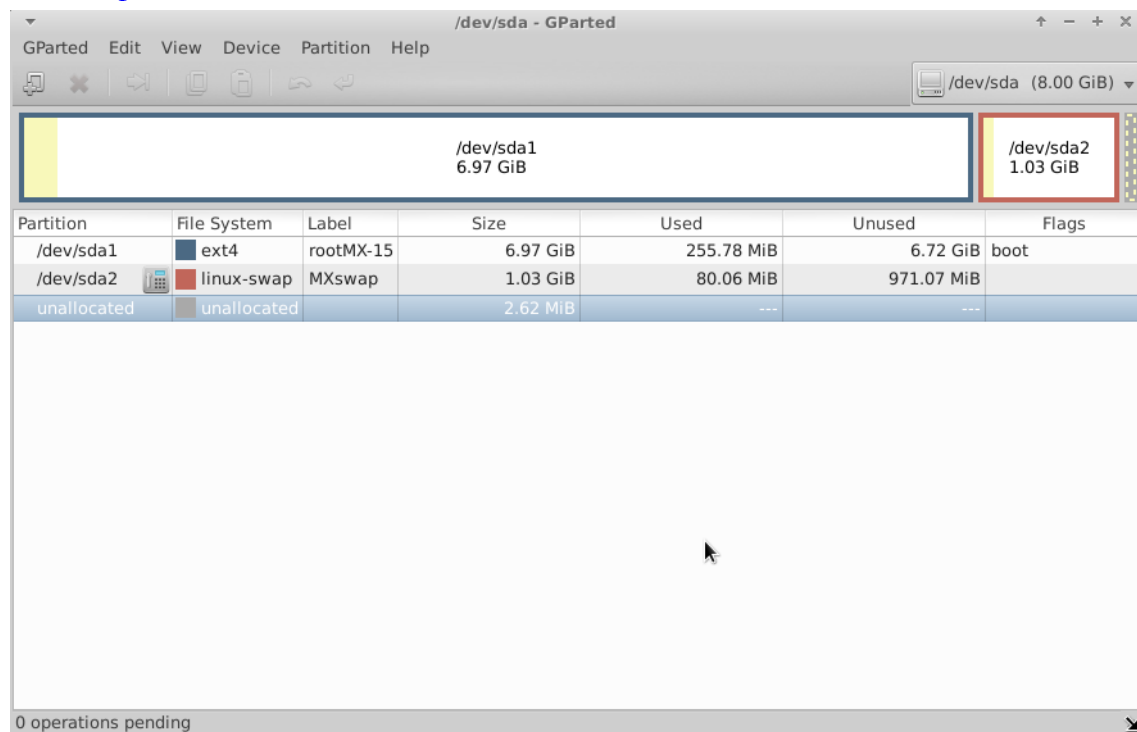 /dev/sda - GParted
GParted Edit View Device Partition Help
/dev/sda (8.00 GiB)
/dev/sda1
6.97 GiB
/dev/sda2
1.03 GiB
Partition File System Label Size Used Unused Flags
/dev/sda1 ext4 rootMX-15 6.97 GiB 255.78 MiB 6.72 GiB boot
/dev/sda2 linux-swap MXswap 1.03 GiB 80.06 MiB 971.07 MiB
unallocated unallocated 2.62 MiB --- ---
0 operations pending